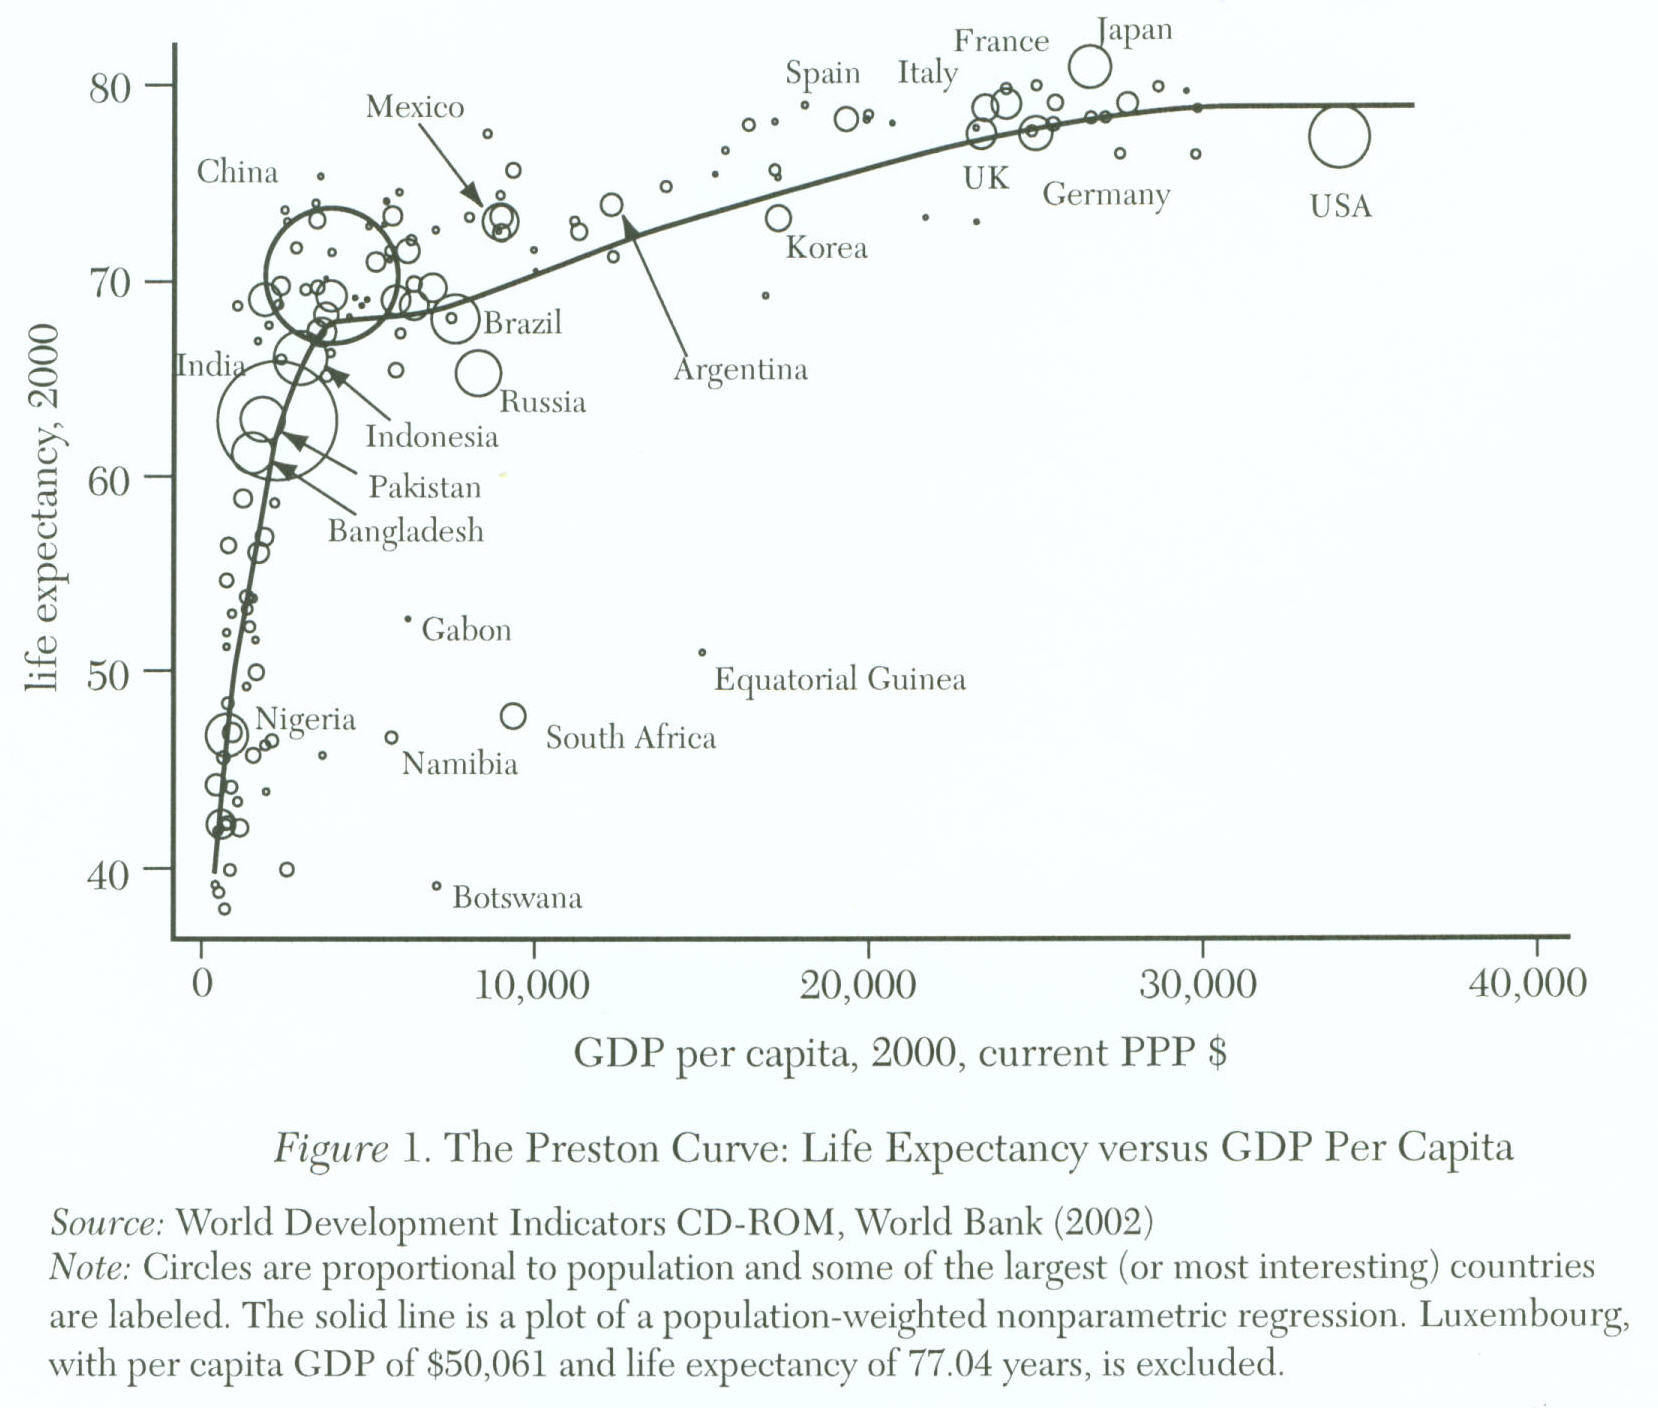 France
Japan
Spain
Italy
80
Mexico
China
UK
Germany
USA
Korea
70
Brazil
India
Argentina
Russia
Indonesia
Pakistan
60
Bangladesh
Gabon
50
Equatorial Guinea
Nigeria
South Africa
Namibia
40
Botswana
life expectancy, 2000
0
10,000
20,000
30,000
40,000
GDP per capita, 2000, current PPP $
Figure 1. The Preston Curve: Life Expectancy versus GDP Per Capita
Source: World Development Indicators CD-ROM, World Bank (2002)
Note: Circles are proportional to population and some of the largest (or most interesting) countries
are labeled. The solid line is a plot of a population-weighted nonparametric regression. Luxembourg,
with per capita GDP of $50,061 and life expectancy of 77.04 years, is excluded.